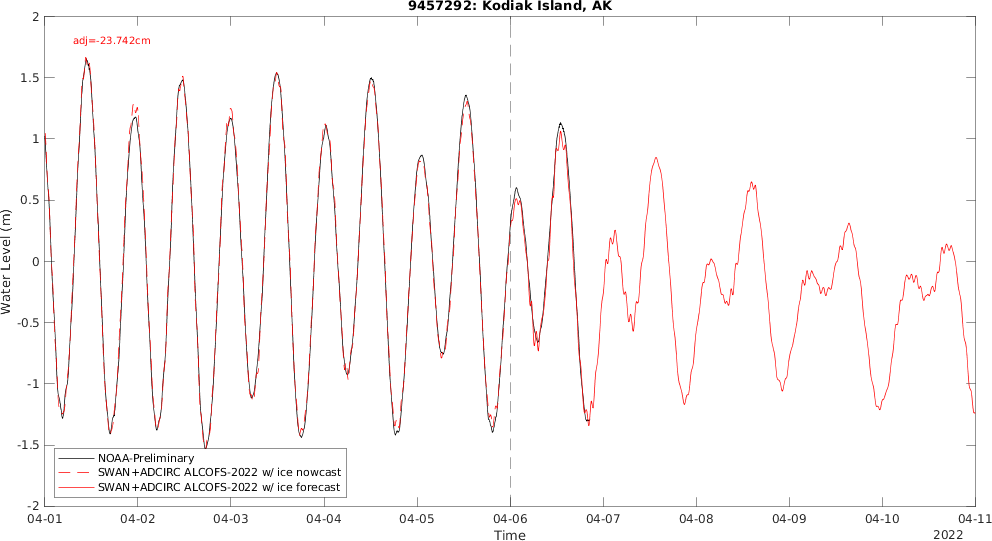 9457292: Kodiak Island, AK
adj=-23.742cm
Water Level (m)
2
1.5
1
0.5
0
-0.5
-1
-1.5
-2
NOAA-Preliminary
SWAN+ADCIRC ALCOFS-2022 w/ ice nowcast
SWAN+ADCIRC ALCOFS-2022 w/ ice forecast
04-01 04-02 04-03 04-04 04-05 04-06 04-07 04-08 04-09 04-10 04-11
Time
2022